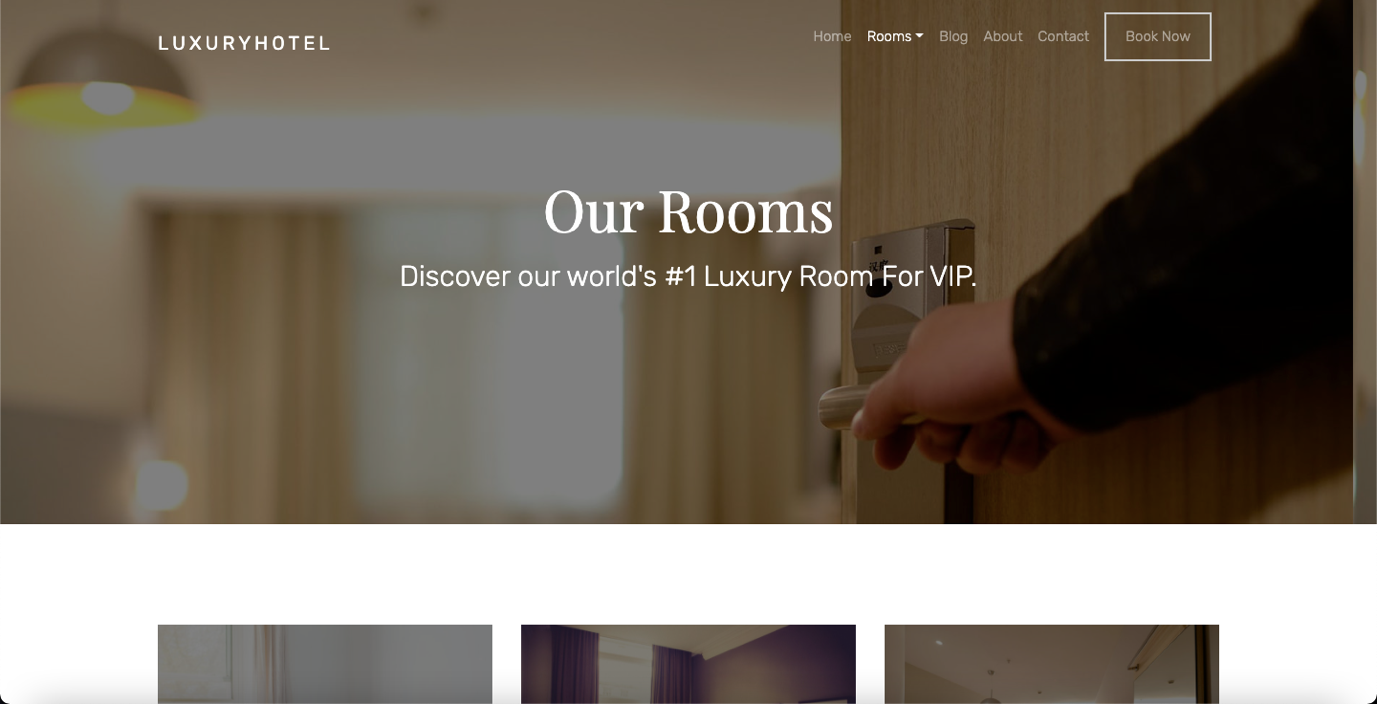 LUXURYHOTEL
Home Rooms Blog About Contact Book Now
Our Rooms
Discover our world's #1 Luxury Room For VIP.